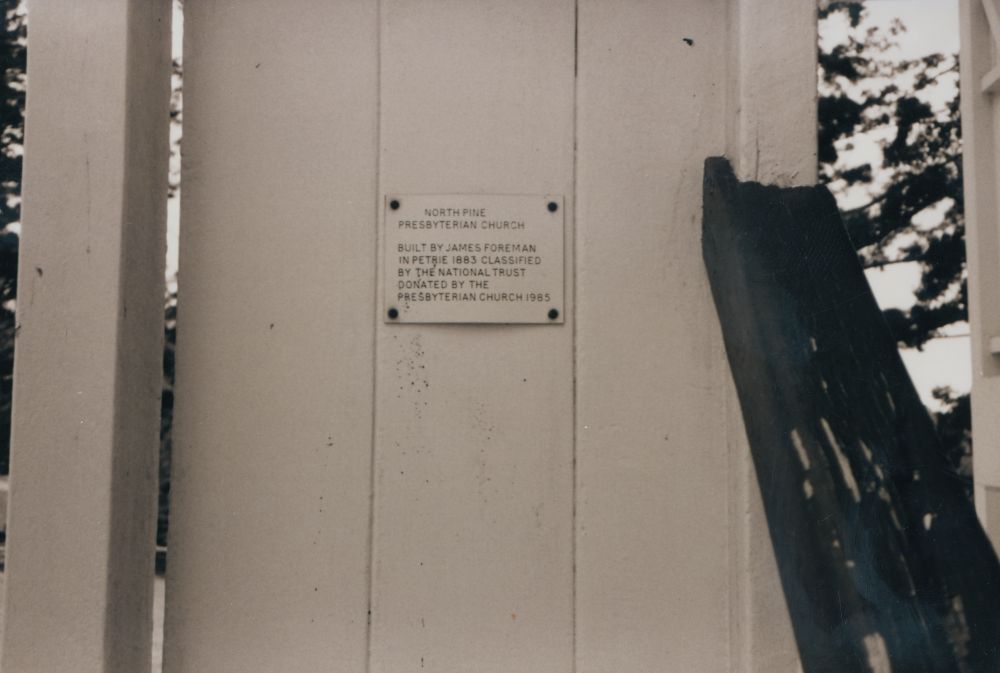 NORTH PINE
PRESBYTERIAN CHURCH
BUILT BY JAMES FOREMAN
IN PETRIE 1883 CLASSIFIED
BY THE NATIONAL TRUST
DONATED BY THE
PRESBYTERIAN CHURCH 1985